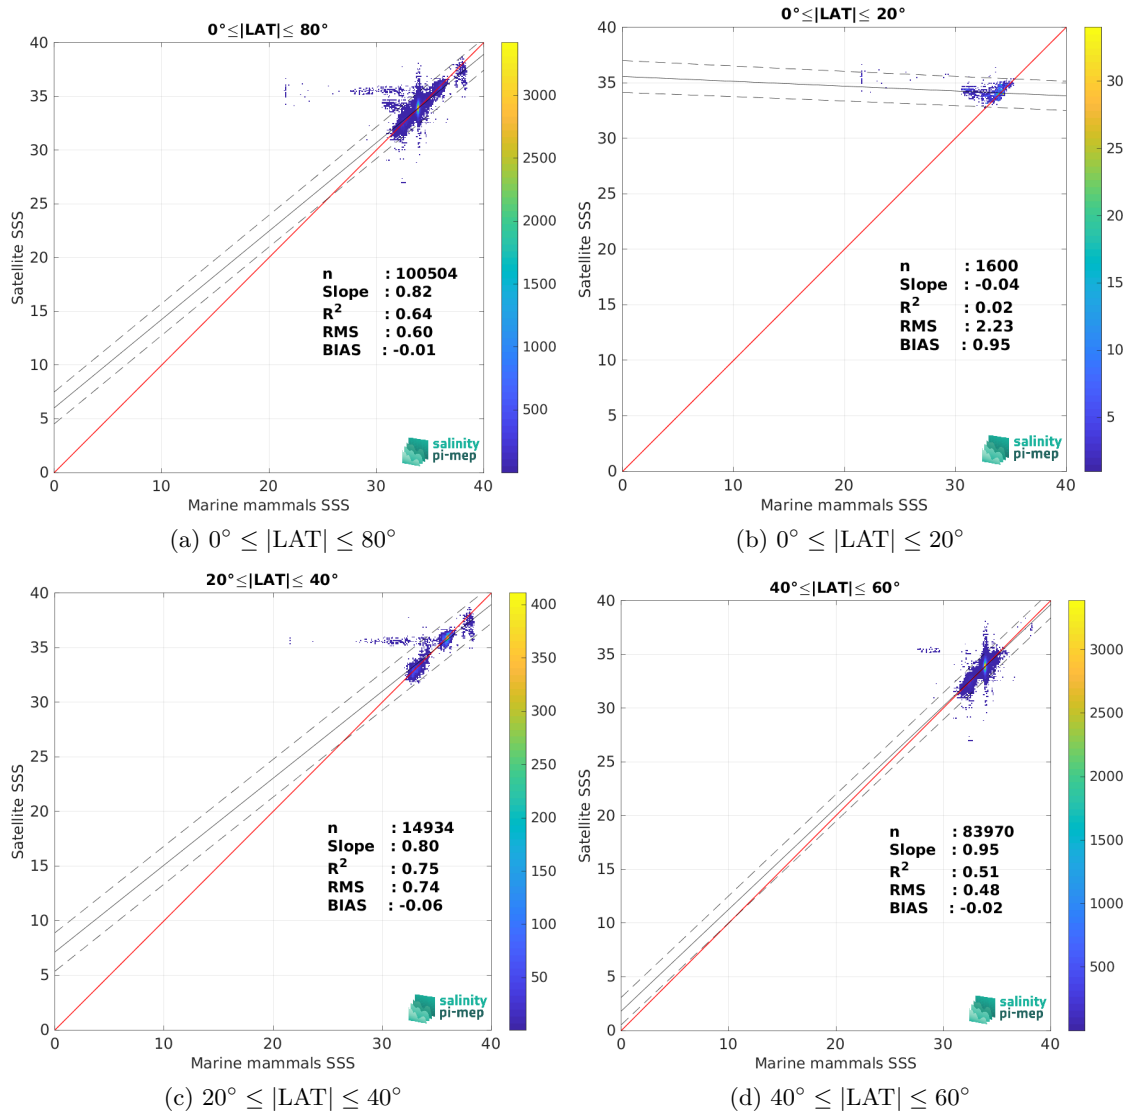 0°≤|LAT|≤ 80°
40
35
30
25
20
15
10
5
0
Satellite SSS
n : 100504
Slope : 0.82
R² : 0.64
RMS : 0.60
BIAS : -0.01
salinity
pi-mep
0 10 20 30 40
Marine mammals SSS
3000
2500
2000
1500
1000
500
(a) 0° ≤ |LAT| ≤ 80°
0°≤|LAT|≤ 20°
40
35
30
25
20
15
10
5
0
Satellite SSS
n : 1600
Slope : -0.04
R² : 0.02
RMS : 2.23
BIAS : 0.95
salinity
pi-mep
0 10 20 30 40
Marine mammals SSS
30
25
20
15
10
5
(b) 0° ≤ |LAT| ≤ 20°
20°≤|LAT|≤ 40°
40
35
30
25
20
15
10
5
0
Satellite SSS
n : 14934
Slope : 0.80
R² : 0.75
RMS : 0.74
BIAS : -0.06
salinity
pi-mep
0 10 20 30 40
Marine mammals SSS
400
350
300
250
200
150
100
50
(c) 20° ≤ |LAT| ≤ 40°
40°≤|LAT|≤ 60°
40
35
30
25
20
15
10
5
0
Satellite SSS
n : 83970
Slope : 0.95
R² : 0.51
RMS : 0.48
BIAS : -0.02
salinity
pi-mep
0 10 20 30 40
Marine mammals SSS
3000
2500
2000
1500
1000
500
(d) 40° ≤ |LAT| ≤ 60°